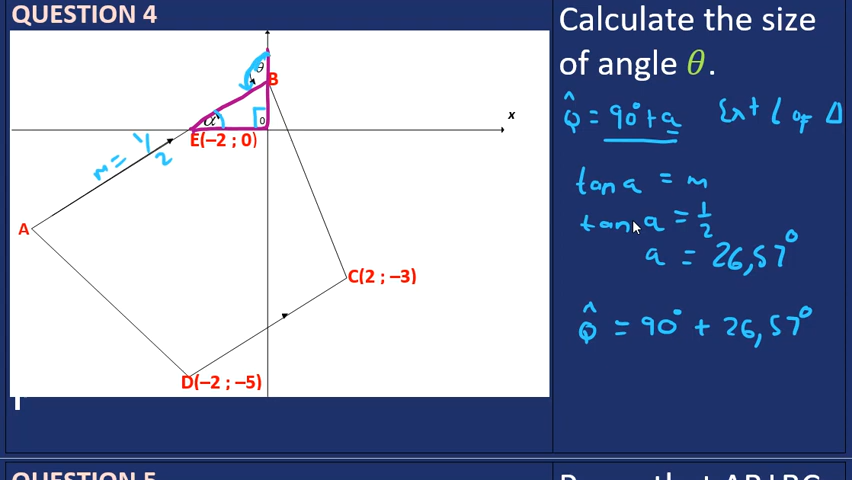 QUESTION 4
Calculate the size
of angle θ.
θ̂ = 90° + a Ext ∠ of Δ
tan a = m
tan a = 1/2
a = 26,57°
θ̂ = 90° + 26,57°
θ
B
α
0
x
E(–2 ; 0)
m = 1/2
A
C(2 ; –3)
D(–2 ; –5)
QUESTION 5